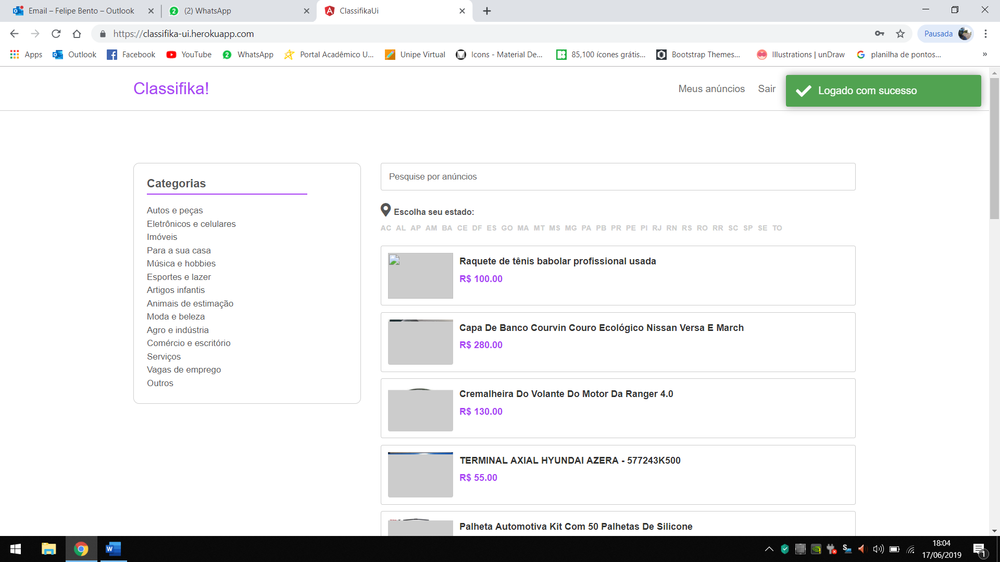 Email – Felipe Bento – Outlook
(2) WhatsApp
ClassifikaUi
https://classifika-ui.herokuapp.com
Pausada
Apps
Outlook
Facebook
YouTube
2 WhatsApp
Portal Acadêmico U...
Unipe Virtual
Icons - Material De...
85,100 ícones grátis...
Bootstrap Themes...
Illustrations | unDraw
planilha de pontos...
»
Classifika!
Meus anúncios
Sair
Logado com sucesso
Categorias
Autos e peças
Eletrônicos e celulares
Imóveis
Para a sua casa
Música e hobbies
Esportes e lazer
Artigos infantis
Animais de estimação
Moda e beleza
Agro e indústria
Comércio e escritório
Serviços
Vagas de emprego
Outros
Pesquise por anúncios
Escolha seu estado:
AC AL AP AM BA CE DF ES GO MA MT MS MG PA PB PR PE PI RJ RN RS RO RR SC SP SE TO
Raquete de tênis babolar profissional usada
R$ 100.00
Capa De Banco Courvin Couro Ecológico Nissan Versa E March
R$ 280.00
Cremalheira Do Volante Do Motor Da Ranger 4.0
R$ 130.00
TERMINAL AXIAL HYUNDAI AZERA - 577243K500
R$ 55.00
Palheta Automotiva Kit Com 50 Palhetas De Silicone
18:04
17/06/2019
1